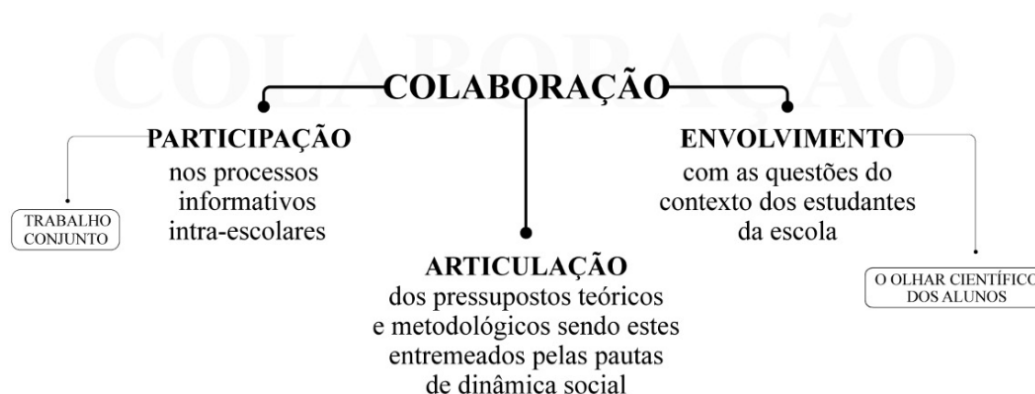 COLABORAÇÃO
COLABORAÇÃO
PARTICIPAÇÃO
nos processos
informativos
intra-escolares
TRABALHO
CONJUNTO
ARTICULAÇÃO
dos pressupostos teóricos
e metodológicos sendo estes
entremeados pelas pautas
de dinâmica social
ENVOLVIMENTO
com as questões do
contexto dos estudantes
da escola
O OLHAR CIENTÍFICO
DOS ALUNOS